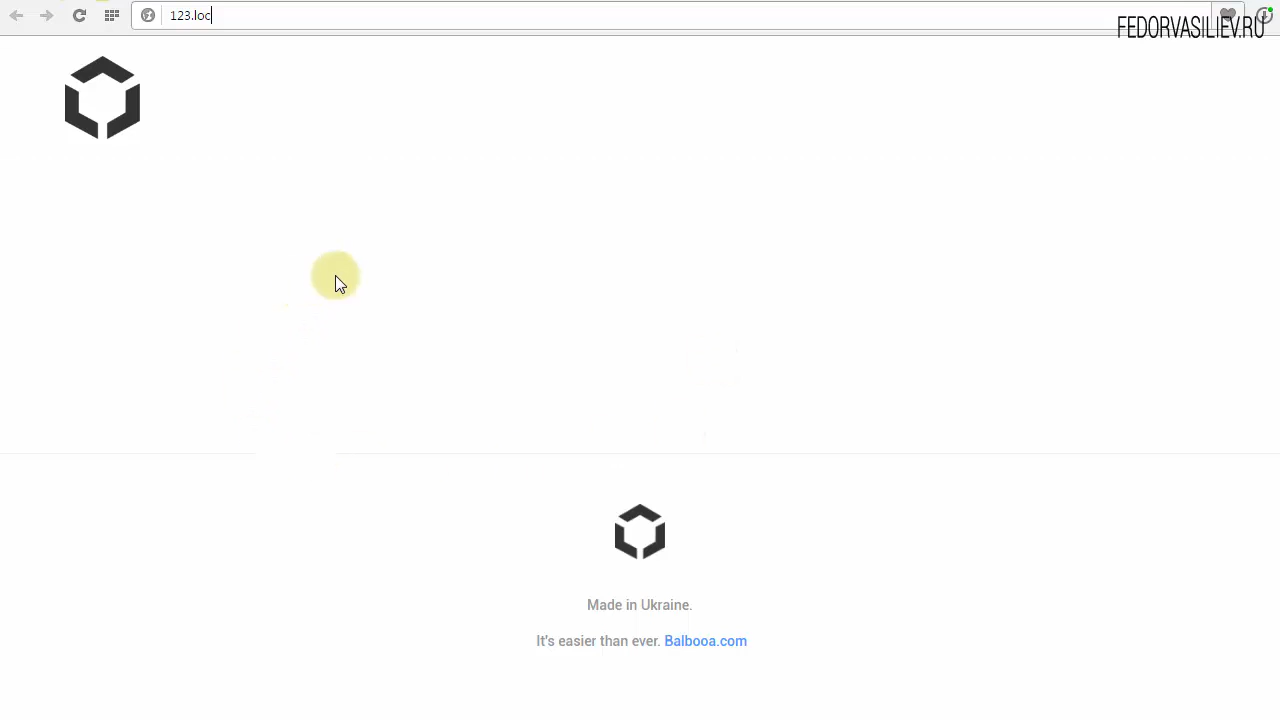 123.loc
FEDORVASILIEV.RU
Made in Ukraine.
It's easier than ever. Balbooa.com